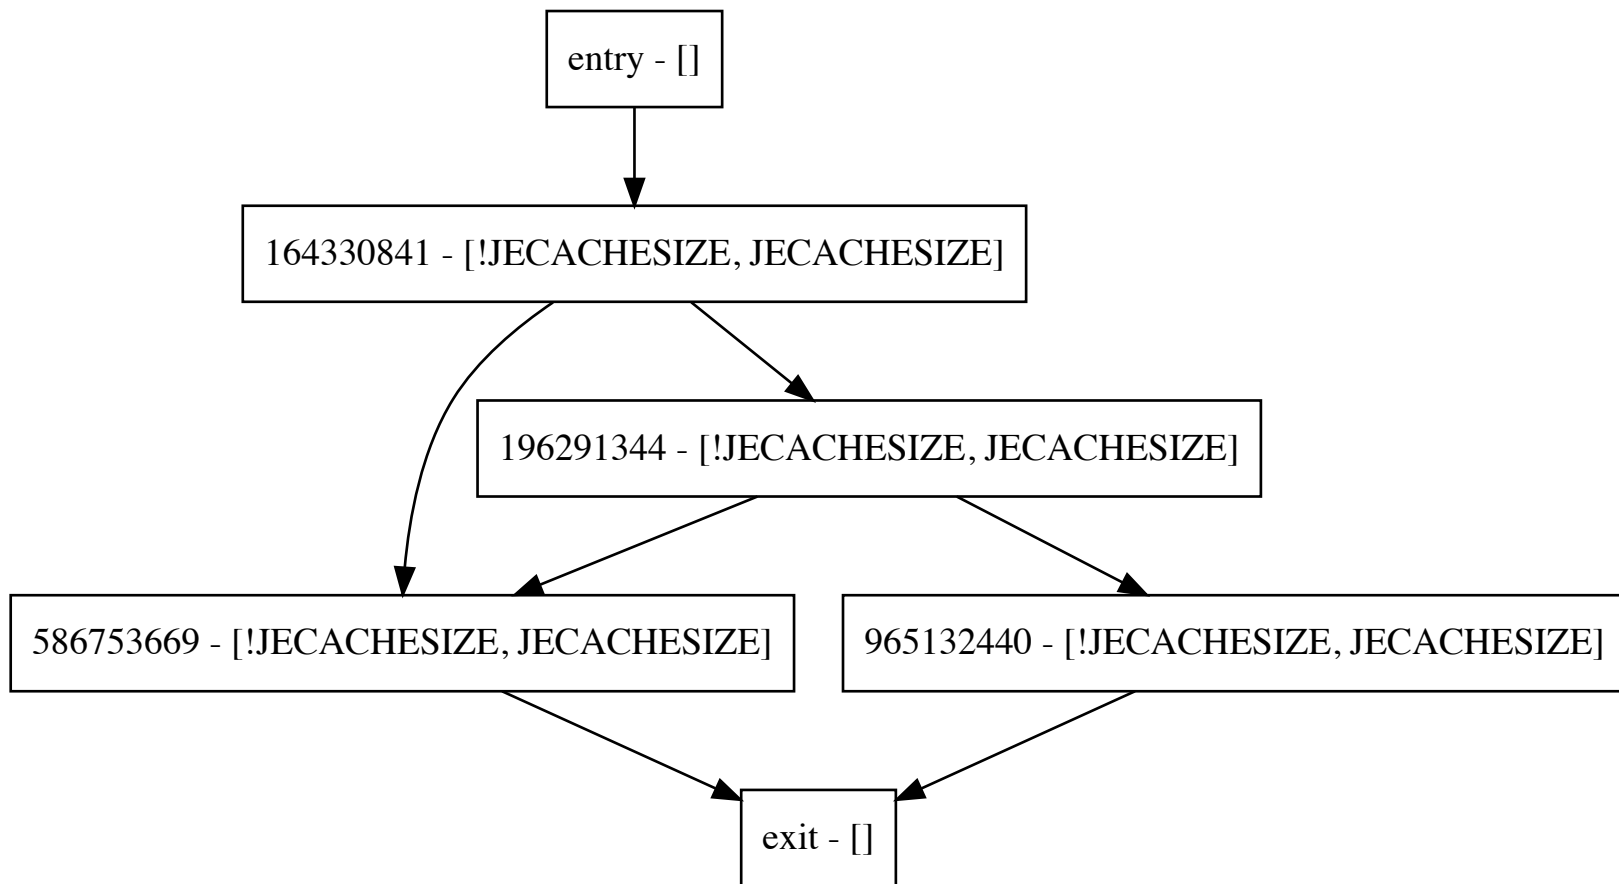 entry - []
164330841 - [!JECACHESIZE, JECACHESIZE]
196291344 - [!JECACHESIZE, JECACHESIZE]
586753669 - [!JECACHESIZE, JECACHESIZE]
965132440 - [!JECACHESIZE, JECACHESIZE]
exit - []